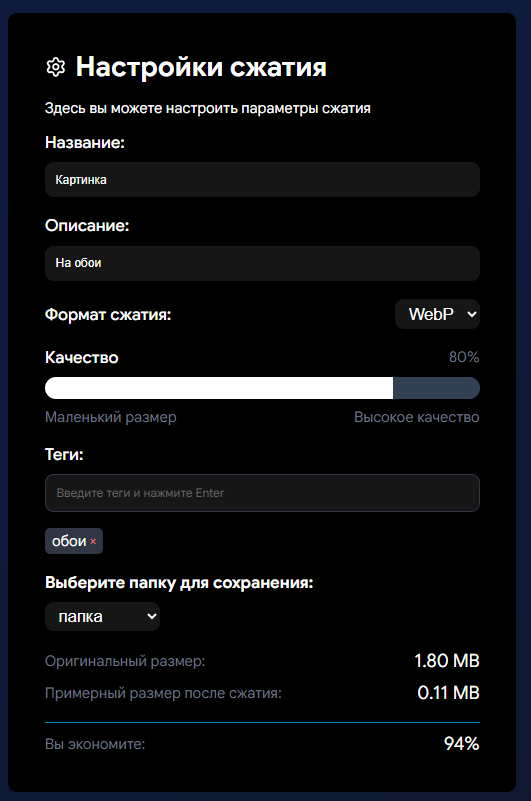 Настройки сжатия
Здесь вы можете настроить параметры сжатия
Название:
Картинка
Описание:
На обои
Формат сжатия: WebP
Качество 80%
Маленький размер Высокое качество
Теги:
Введите теги и нажмите Enter
обои ×
Выберите папку для сохранения:
папка
Оригинальный размер: 1.80 MB
Примерный размер после сжатия: 0.11 MB
Вы экономите: 94%